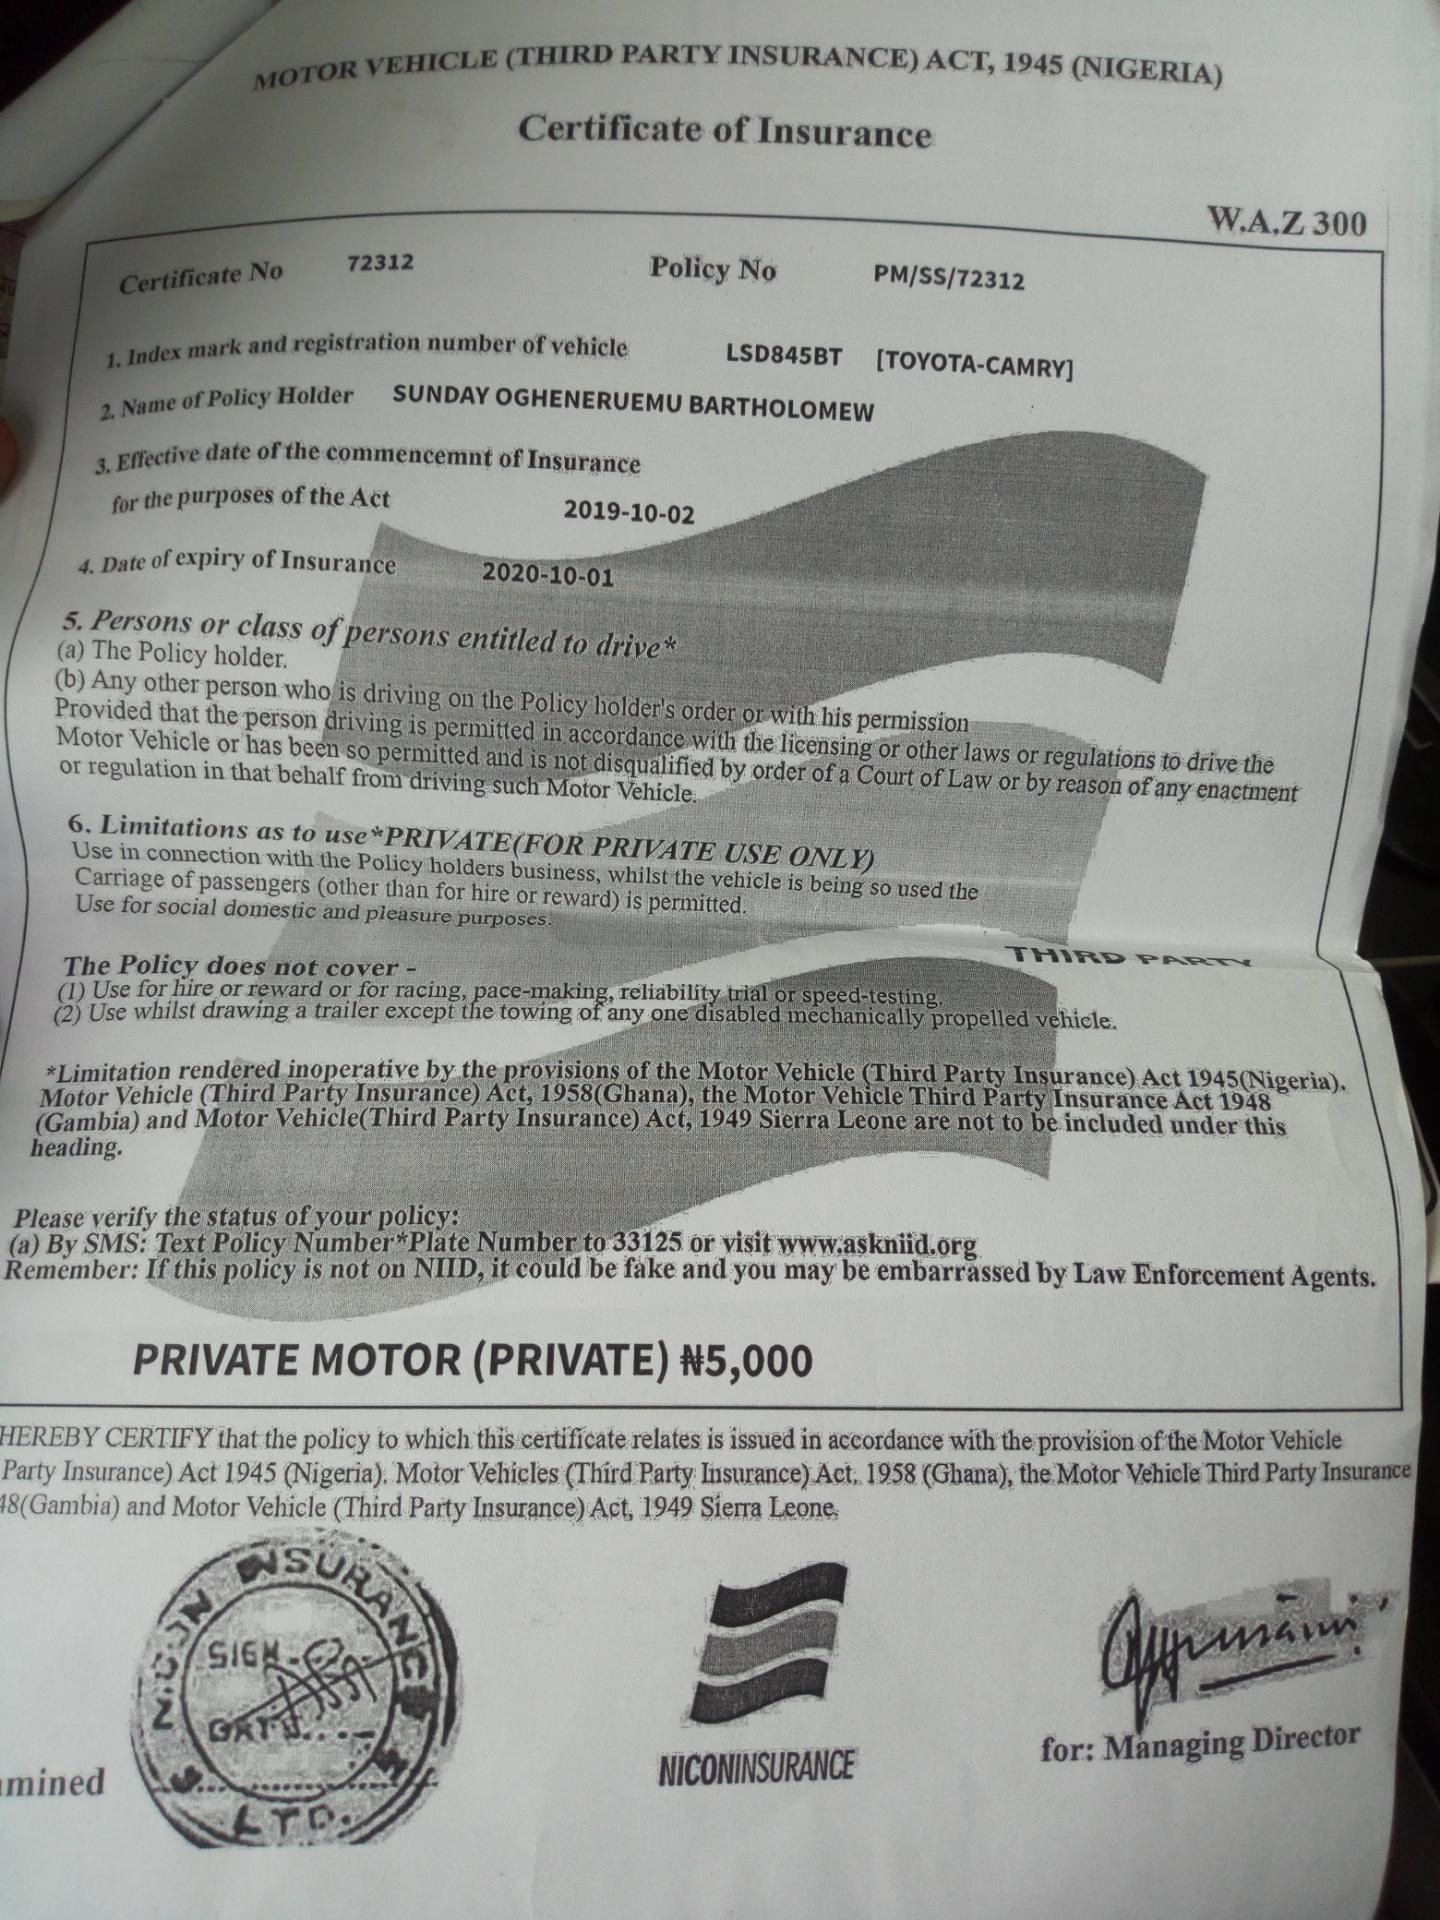 MOTOR VEHICLE (THIRD PARTY INSURANCE) ACT, 1945 (NIGERIA)
Certificate of Insurance
W.A.Z 300
Certificate No 72312 Policy No PM/SS/72312
1. Index mark and registration number of vehicle LSD845BT [TOYOTA-CAMRY]
2. Name of Policy Holder SUNDAY OGHENERUEMU BARTHOLOMEW
3. Effective date of the commencemnt of Insurance
for the purposes of the Act 2019-10-02
4. Date of expiry of Insurance 2020-10-01
5. Persons or class of persons entitled to drive*
(a) The Policy holder.
(b) Any other person who is driving on the Policy holder's order or with his permission
Provided that the person driving is permitted in accordance with the licensing or other laws or regulations to drive the
Motor Vehicle or has been so permitted and is not disqualified by order of a Court of Law or by reason of any enactment
or regulation in that behalf from driving such Motor Vehicle.
6. Limitations as to use*PRIVATE(FOR PRIVATE USE ONLY)
Use in connection with the Policy holders business, whilst the vehicle is being so used the
Carriage of passengers (other than for hire or reward) is permitted.
Use for social domestic and pleasure purposes.
THIRD PARTY
The Policy does not cover -
(1) Use for hire or reward or for racing, pace-making, reliability trial or speed-testing.
(2) Use whilst drawing a trailer except the towing of any one disabled mechanically propelled vehicle.
*Limitation rendered inoperative by the provisions of the Motor Vehicle (Third Party Insurance) Act 1945(Nigeria).
Motor Vehicle (Third Party Insurance) Act, 1958(Ghana), the Motor Vehicle Third Party Insurance Act 1948
(Gambia) and Motor Vehicle(Third Party Insurance) Act, 1949 Sierra Leone are not to be included under this
heading.
Please verify the status of your policy:
(a) By SMS: Text Policy Number*Plate Number to 33125 or visit www.askniid.org
Remember: If this policy is not on NIID, it could be fake and you may be embarrassed by Law Enforcement Agents.
PRIVATE MOTOR (PRIVATE) ₦5,000
HEREBY CERTIFY that the policy to which this certificate relates is issued in accordance with the provision of the Motor Vehicle
Party Insurance) Act 1945 (Nigeria). Motor Vehicles (Third Party Insurance) Act. 1958 (Ghana), the Motor Vehicle Third Party Insurance
48(Gambia) and Motor Vehicle (Third Party Insurance) Act, 1949 Sierra Leone.
NICON INSURANCE
SIGN
LTD.
NICONINSURANCE
for: Managing Director
mined